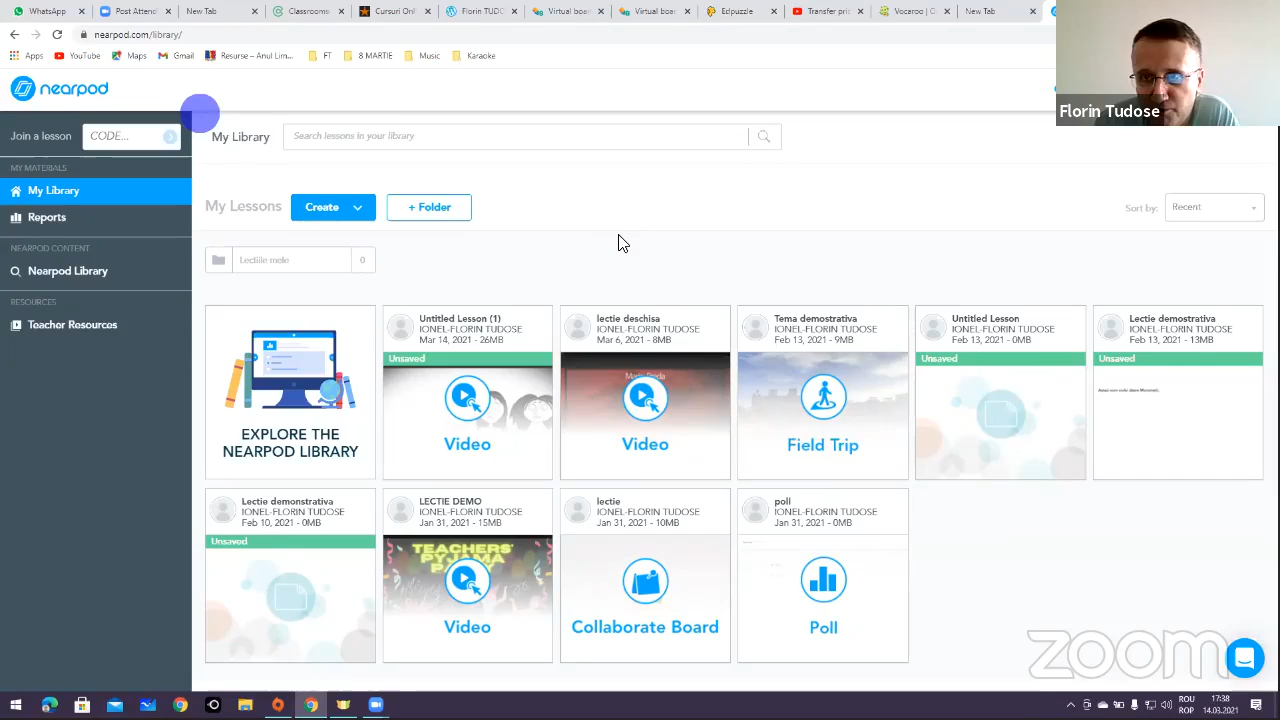 WhatsApp
Post Attend
New Tab
Classrooms
Cursuri Onli
Florin TUD
Virtual boar
Virtual boar
Edpuzzle
Transfer pri
Vocaroo | O
New Tab
nearpod.com/library/
Apps
YouTube
Maps
Gmail
Resurse – Anul Lim...
FT
8 MARTIE
Music
Karaoke
nearpod
Florin Tudose
Join a lesson
CODE...
My Library
Search lessons in your library
MY MATERIALS
My Library
Reports
NEARPOD CONTENT
Nearpod Library
RESOURCES
Teacher Resources
My Lessons
Create
+ Folder
Sort by:
Recent
Lectiile mele
0
EXPLORE THE
NEARPOD LIBRARY
Untitled Lesson (1)
IONEL-FLORIN TUDOSE
Mar 14, 2021 - 26MB
Unsaved
Video
lectie deschisa
IONEL-FLORIN TUDOSE
Mar 6, 2021 - 8MB
Video
Tema demostrativa
IONEL-FLORIN TUDOSE
Feb 13, 2021 - 9MB
Field Trip
Untitled Lesson
IONEL-FLORIN TUDOSE
Feb 13, 2021 - 0MB
Unsaved
Lectie demostrativa
IONEL-FLORIN TUDOSE
Feb 13, 2021 - 13MB
Unsaved
Lectie demonstrativa
IONEL-FLORIN TUDOSE
Feb 10, 2021 - 0MB
Unsaved
LECTIE DEMO
IONEL-FLORIN TUDOSE
Jan 31, 2021 - 15MB
TEACHERS'
PYJAMA
Video
lectie
IONEL-FLORIN TUDOSE
Jan 31, 2021 - 10MB
Collaborate Board
poll
IONEL-FLORIN TUDOSE
Jan 31, 2021 - 0MB
Poll
zoom
ROU
ROP
17:38
14.03.2021